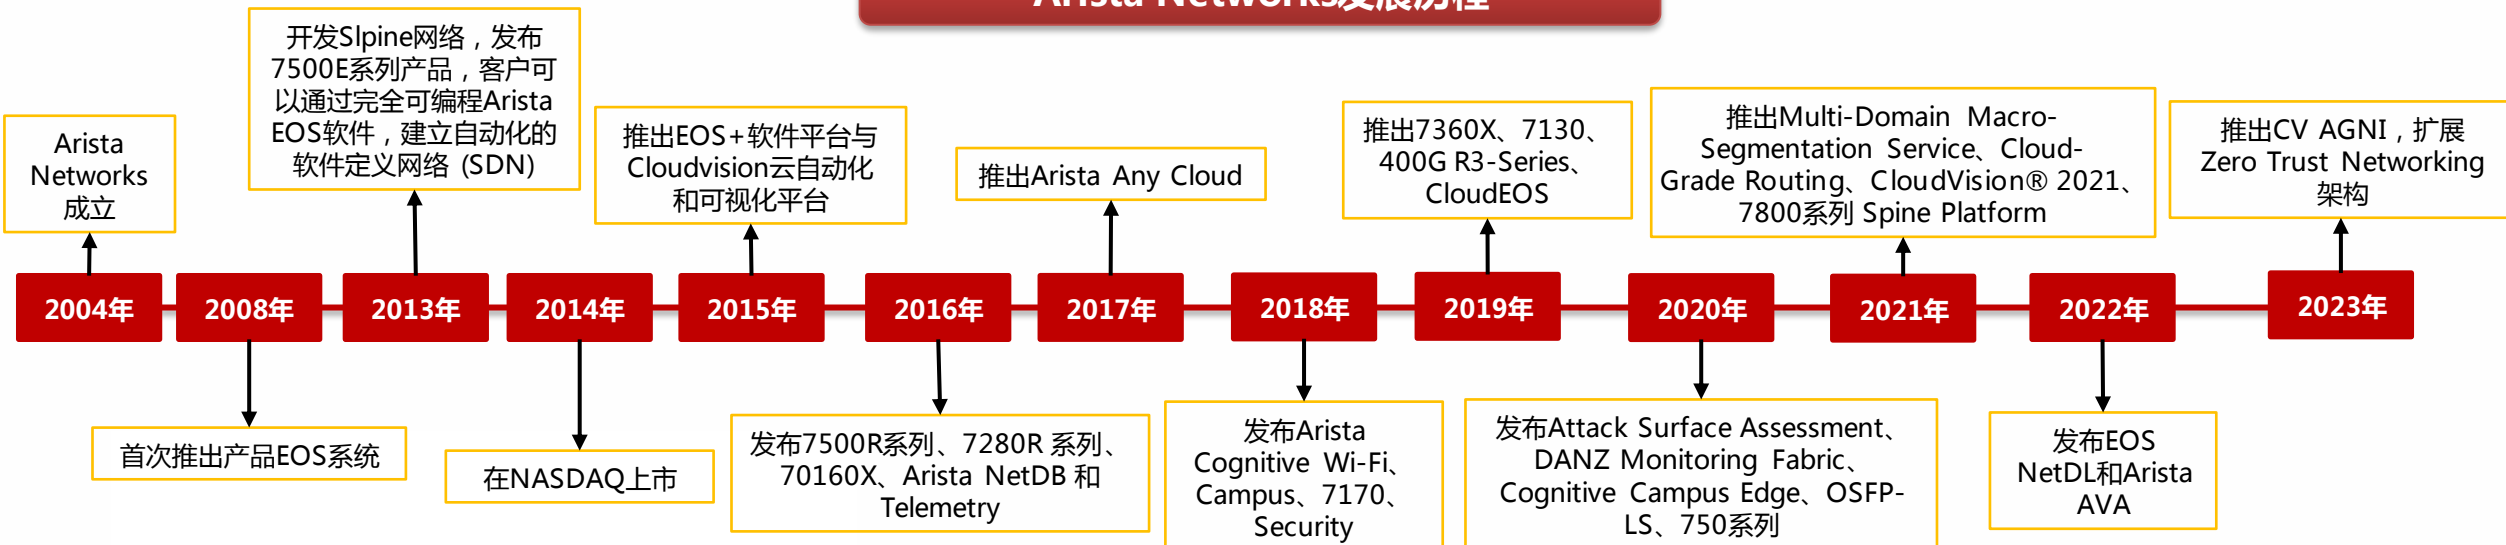 Arista Networks发展历程
Arista
Networks
成立
开发Slpine网络，发布
7500E系列产品，客户可
以通过完全可编程Arista
EOS软件，建立自动化的
软件定义网络 (SDN)
推出EOS+软件平台与
Cloudvision云自动化
和可视化平台
推出Arista Any Cloud
推出7360X、7130、
400G R3-Series、
CloudEOS
推出Multi-Domain Macro-
Segmentation Service、Cloud-
Grade Routing、CloudVision® 2021、
7800系列 Spine Platform
推出CV AGNI，扩展
Zero Trust Networking
架构
2004年
2008年
2013年
2014年
2015年
2016年
2017年
2018年
2019年
2020年
2021年
2022年
2023年
首次推出产品EOS系统
在NASDAQ上市
发布7500R系列、7280R 系列、
70160X、Arista NetDB 和
Telemetry
发布Arista
Cognitive Wi-Fi、
Campus、7170、
Security
发布Attack Surface Assessment、
DANZ Monitoring Fabric、
Cognitive Campus Edge、OSFP-
LS、750系列
发布EOS
NetDL和Arista
AVA